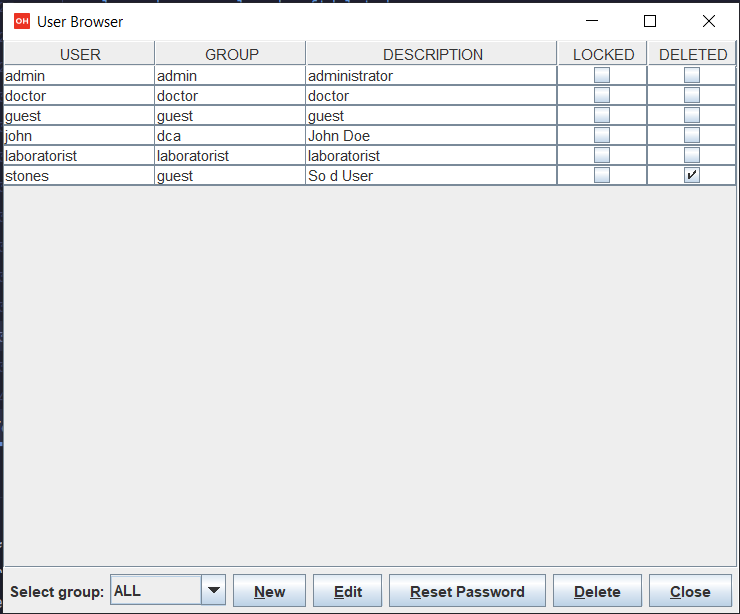 OH User Browser
USER GROUP DESCRIPTION LOCKED DELETED
admin admin administrator
doctor doctor doctor
guest guest guest
john dca John Doe
laboratorist laboratorist laboratorist
stones guest So d User
Select group: ALL New Edit Reset Password Delete Close